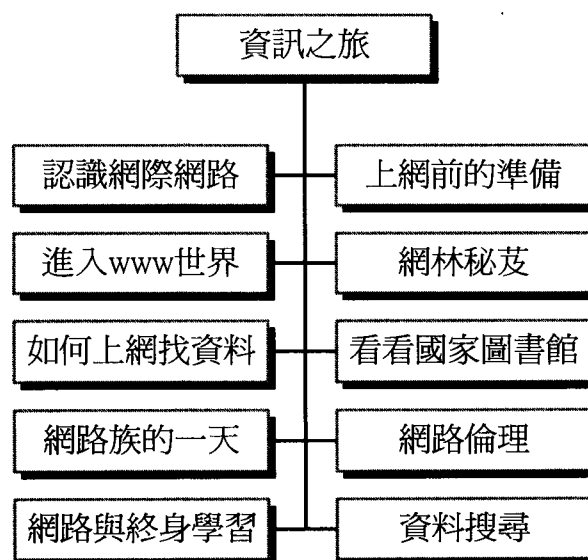 資訊之旅
認識網際網路
上網前的準備
進入www世界
網林秘芨
如何上網找資料
看看國家圖書館
網路族的一天
網路倫理
網路與終身學習
資料搜尋